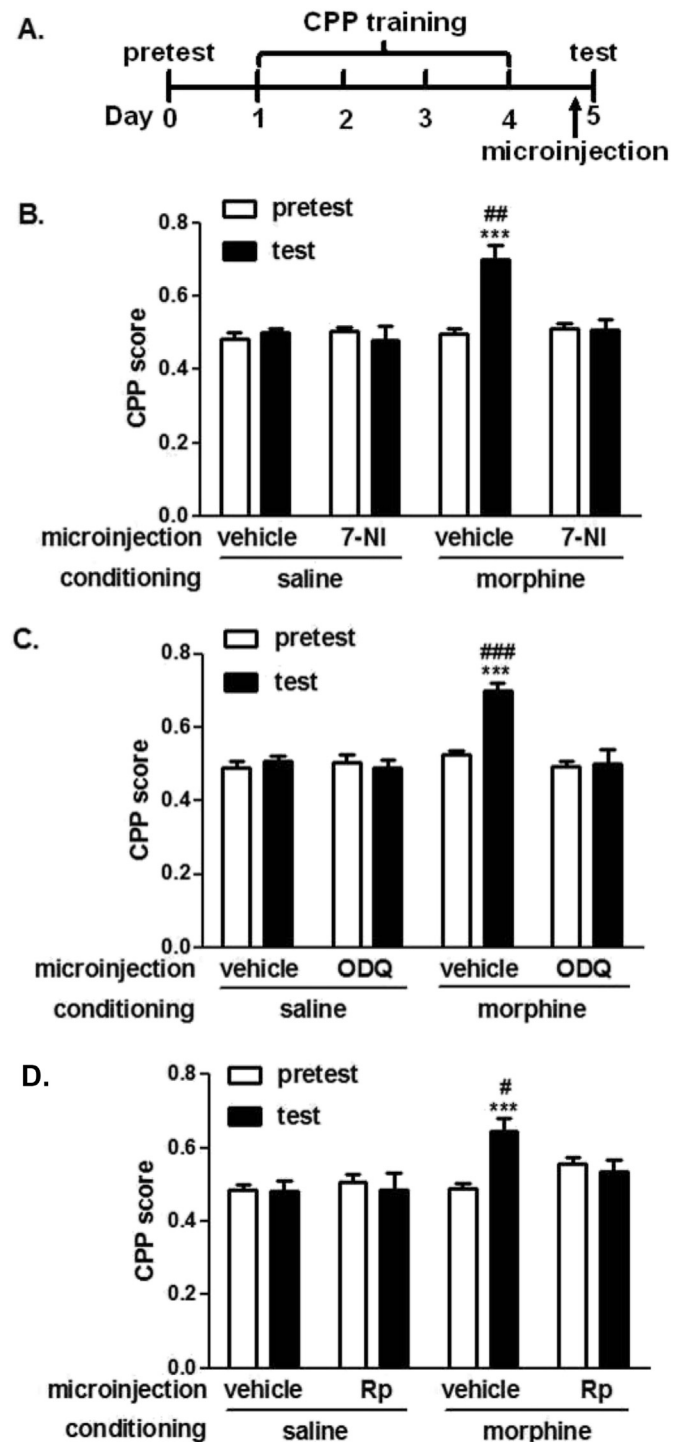 A.
CPP training
pretest test
Day 0 1 2 3 4 5
microinjection
B.
pretest
test
##
***
CPP score
0.8
0.6
0.4
0.2
0.0
microinjection vehicle 7-NI vehicle 7-NI
conditioning saline morphine
C.
pretest
test
###
***
CPP score
0.8
0.6
0.4
0.2
0.0
microinjection vehicle ODQ vehicle ODQ
conditioning saline morphine
D.
pretest
test
#
***
CPP score
0.8
0.6
0.4
0.2
0.0
microinjection vehicle Rp vehicle Rp
conditioning saline morphine